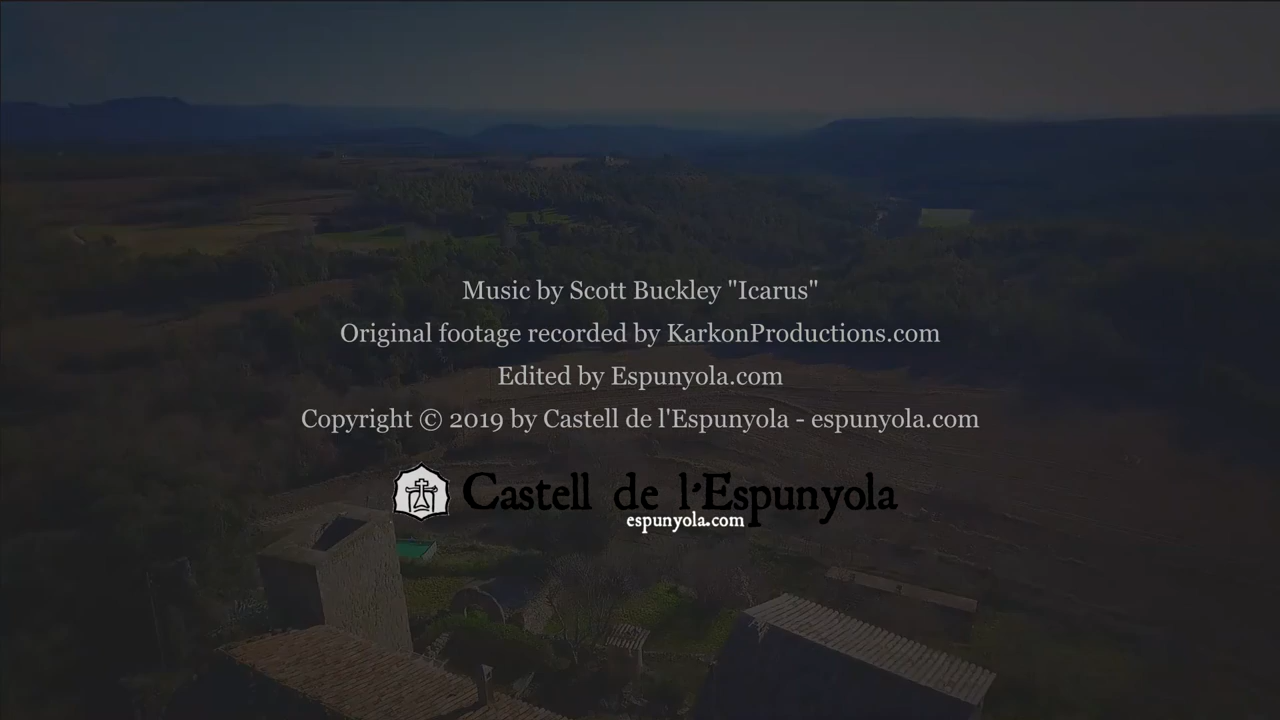 Music by Scott Buckley "Icarus"
Original footage recorded by KarkonProductions.com
Edited by Espunyola.com
Copyright © 2019 by Castell de l'Espunyola - espunyola.com
Castell de l'Espunyola
espunyola.com